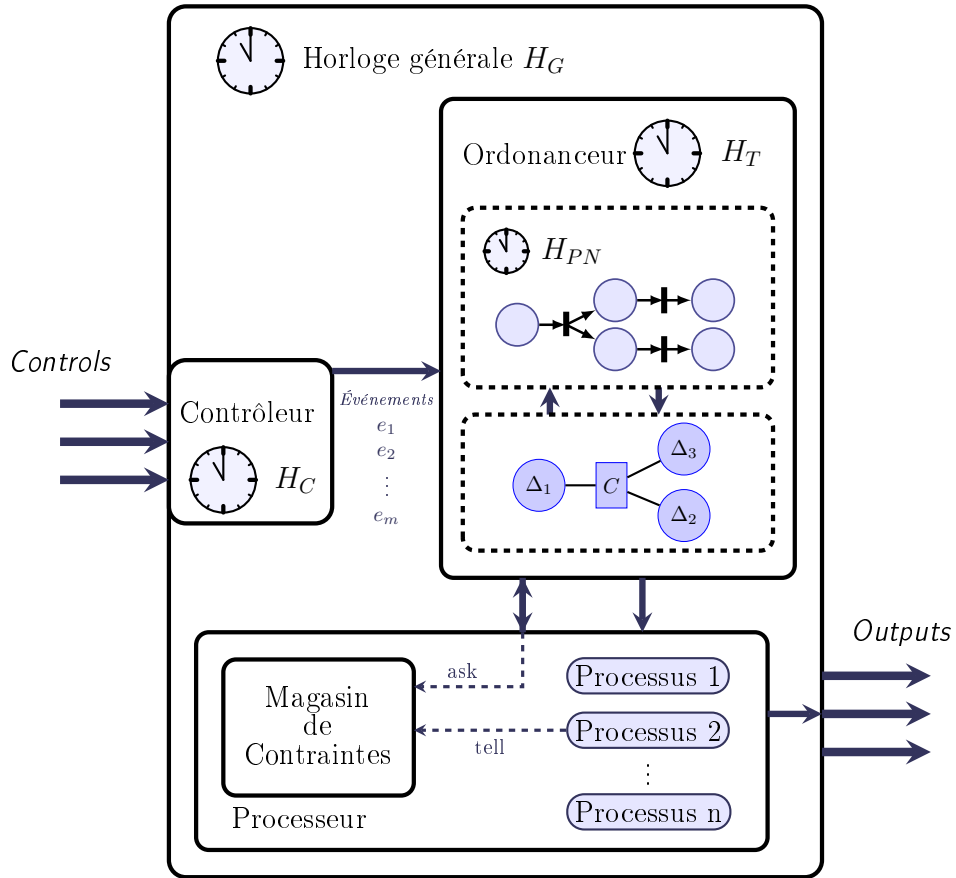 Horloge générale H_G
Ordonanceur H_T
H_PN
Controls
Contrôleur
H_C
Événements
e_1
e_2
⋮
e_m
Δ_1
C
Δ_3
Δ_2
Outputs
ask
tell
Magasin
de
Contraintes
Processeur
Processus 1
Processus 2
⋮
Processus n